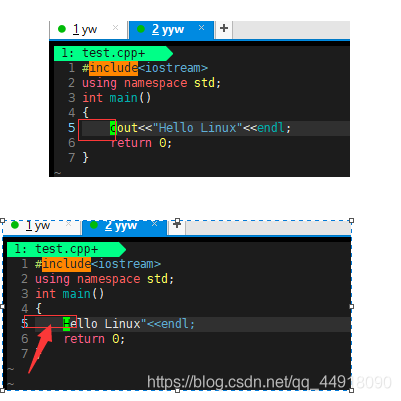 1 yw × 2 yyw × +
1: test.cpp+
1 #include<iostream>
2 using namespace std;
3 int main()
4 {
5     cout<<"Hello Linux"<<endl;
6     return 0;
7 }
~
1 yw × 2 yyw × +
1: test.cpp+
1 #include<iostream>
2 using namespace std;
3 int main()
4 {
5     Hello Linux"<<endl;
6     return 0;
7 }
~
~
https://blog.csdn.net/qq_44918090